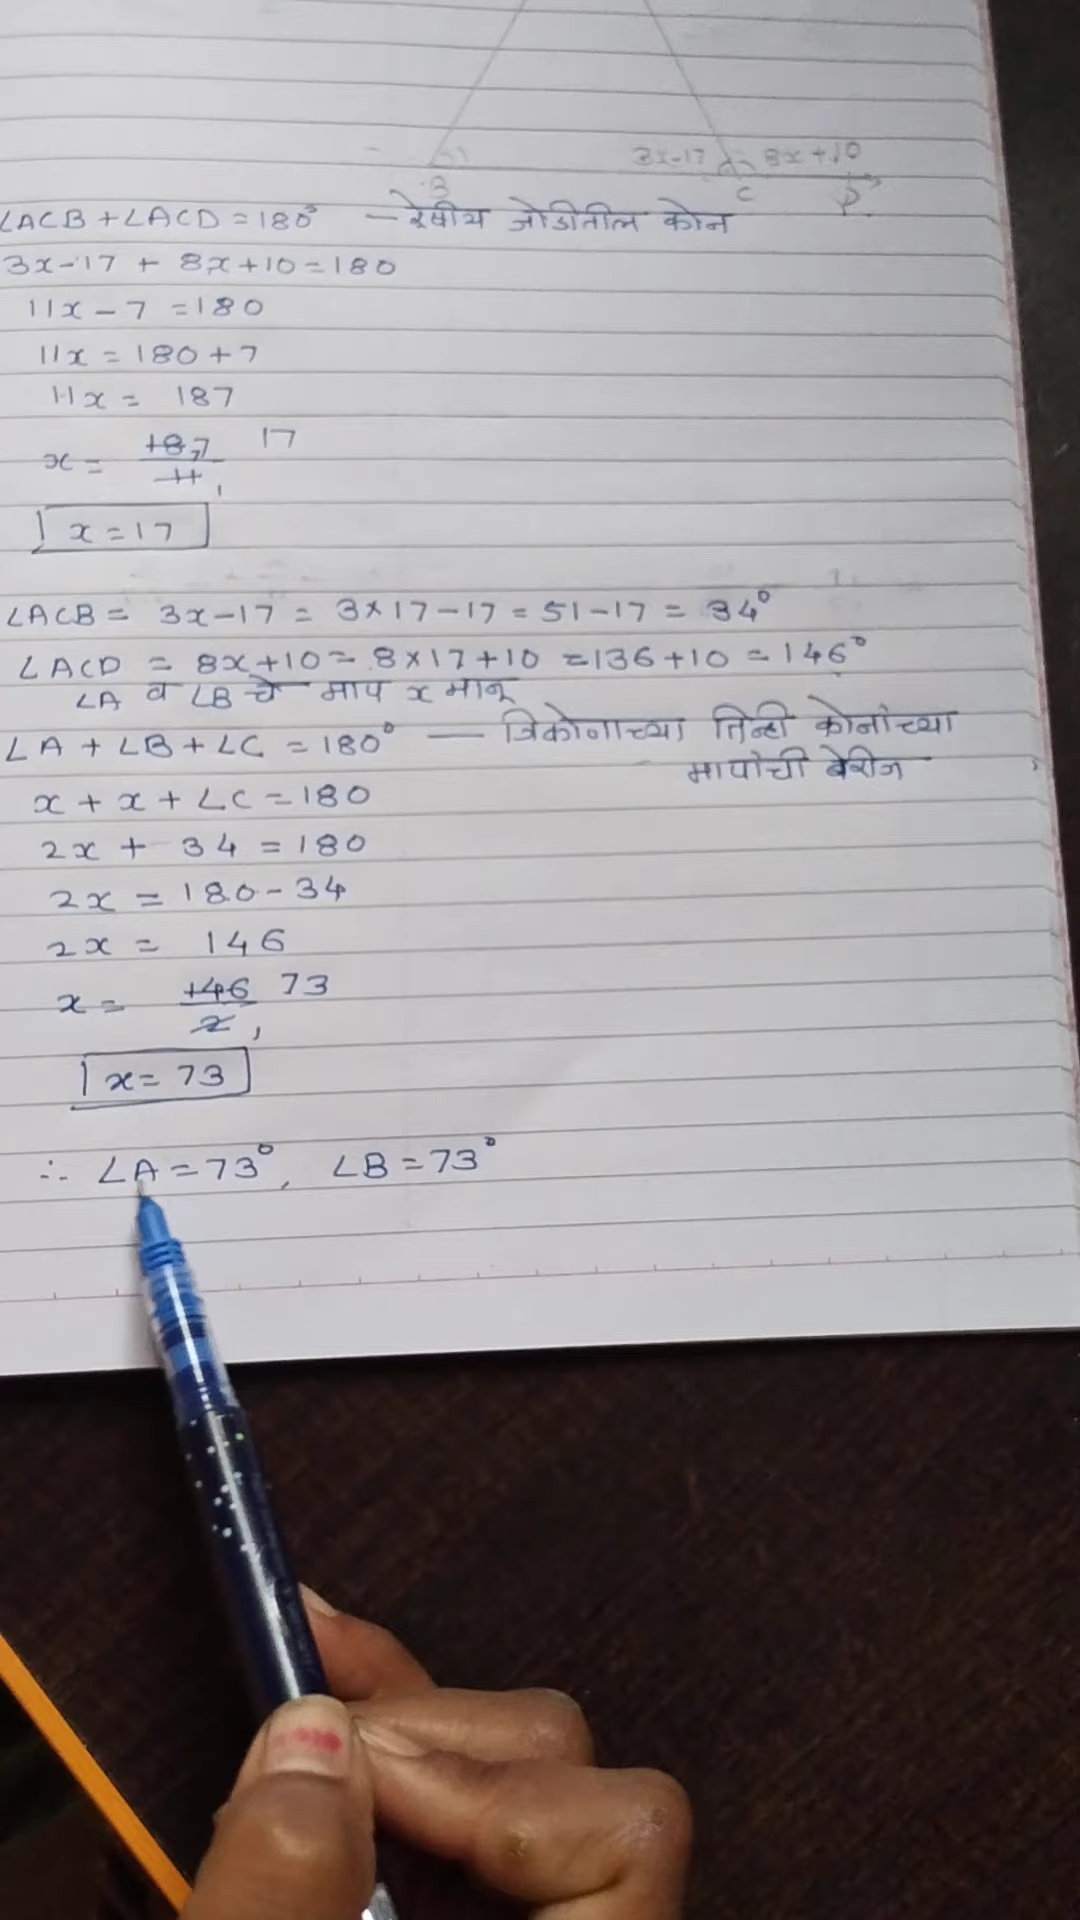 3x-17 8x+10
B C D
∠ACB + ∠ACD = 180° — रेषीय जोडीतील कोन
3x-17 + 8x+10 = 180
11x - 7 = 180
11x = 180 + 7
11x = 187
x = 187/11 17 1
x = 17
∠ACB = 3x-17 = 3×17-17 = 51-17 = 34°
∠ACD = 8x+10 = 8×17+10 = 136+10 = 146°
∠A व ∠B चे माप x मानू
∠A + ∠B + ∠C = 180° — त्रिकोणाच्या तिन्ही कोनांच्या
मापांची बेरीज
x + x + ∠C = 180
2x + 34 = 180
2x = 180 - 34
2x = 146
x = 146/2 73 1
x = 73
∴ ∠A = 73°, ∠B = 73°